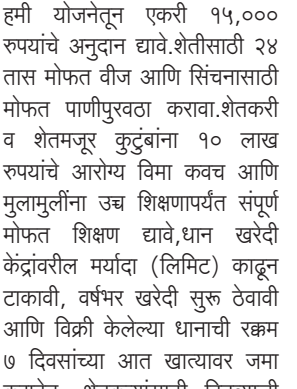 हमी योजनेतून एकरी १५,०००
रुपयांचे अनुदान द्यावे.शेतीसाठी २४
तास मोफत वीज आणि सिंचनासाठी
मोफत पाणीपुरवठा करावा.शेतकरी
व शेतमजूर कुटुंबांना १० लाख
रुपयांचे आरोग्य विमा कवच आणि
मुलामुलींना उच्च शिक्षणापर्यंत संपूर्ण
मोफत शिक्षण द्यावे,धान खरेदी
केंद्रांवरील मर्यादा (लिमिट) काढून
टाकावी, वर्षभर खरेदी सुरू ठेवावी
आणि विक्री केलेल्या धानाची रक्कम
७ दिवसांच्या आत खात्यावर जमा